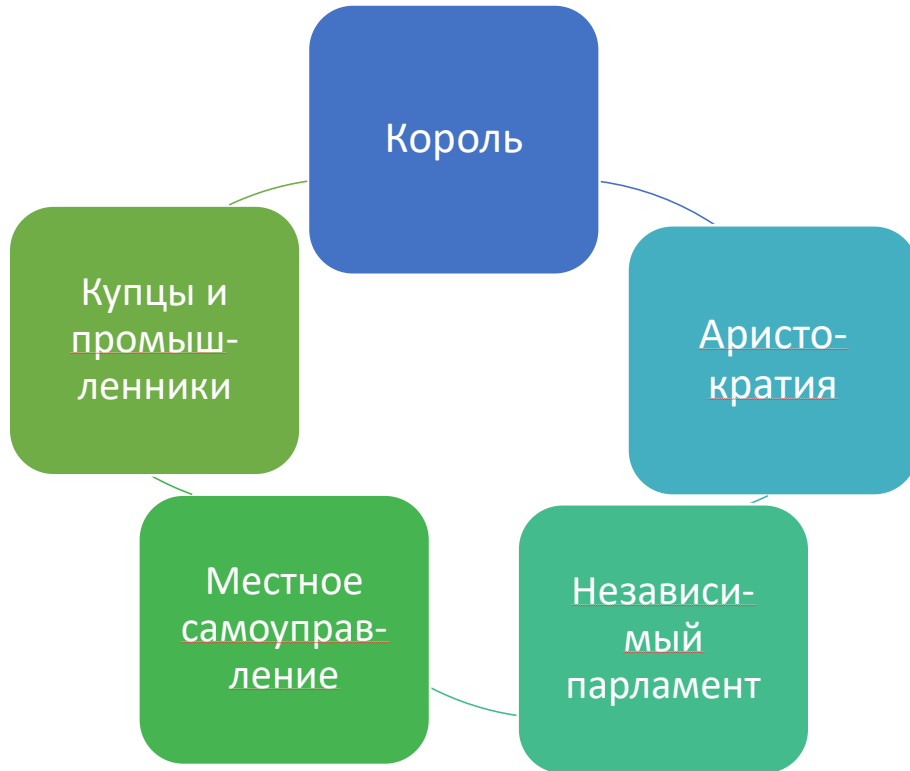 Король
Аристо-
кратия
Независи-
мый
парламент
Местное
самоуправ-
ление
Купцы и
промыш-
ленники